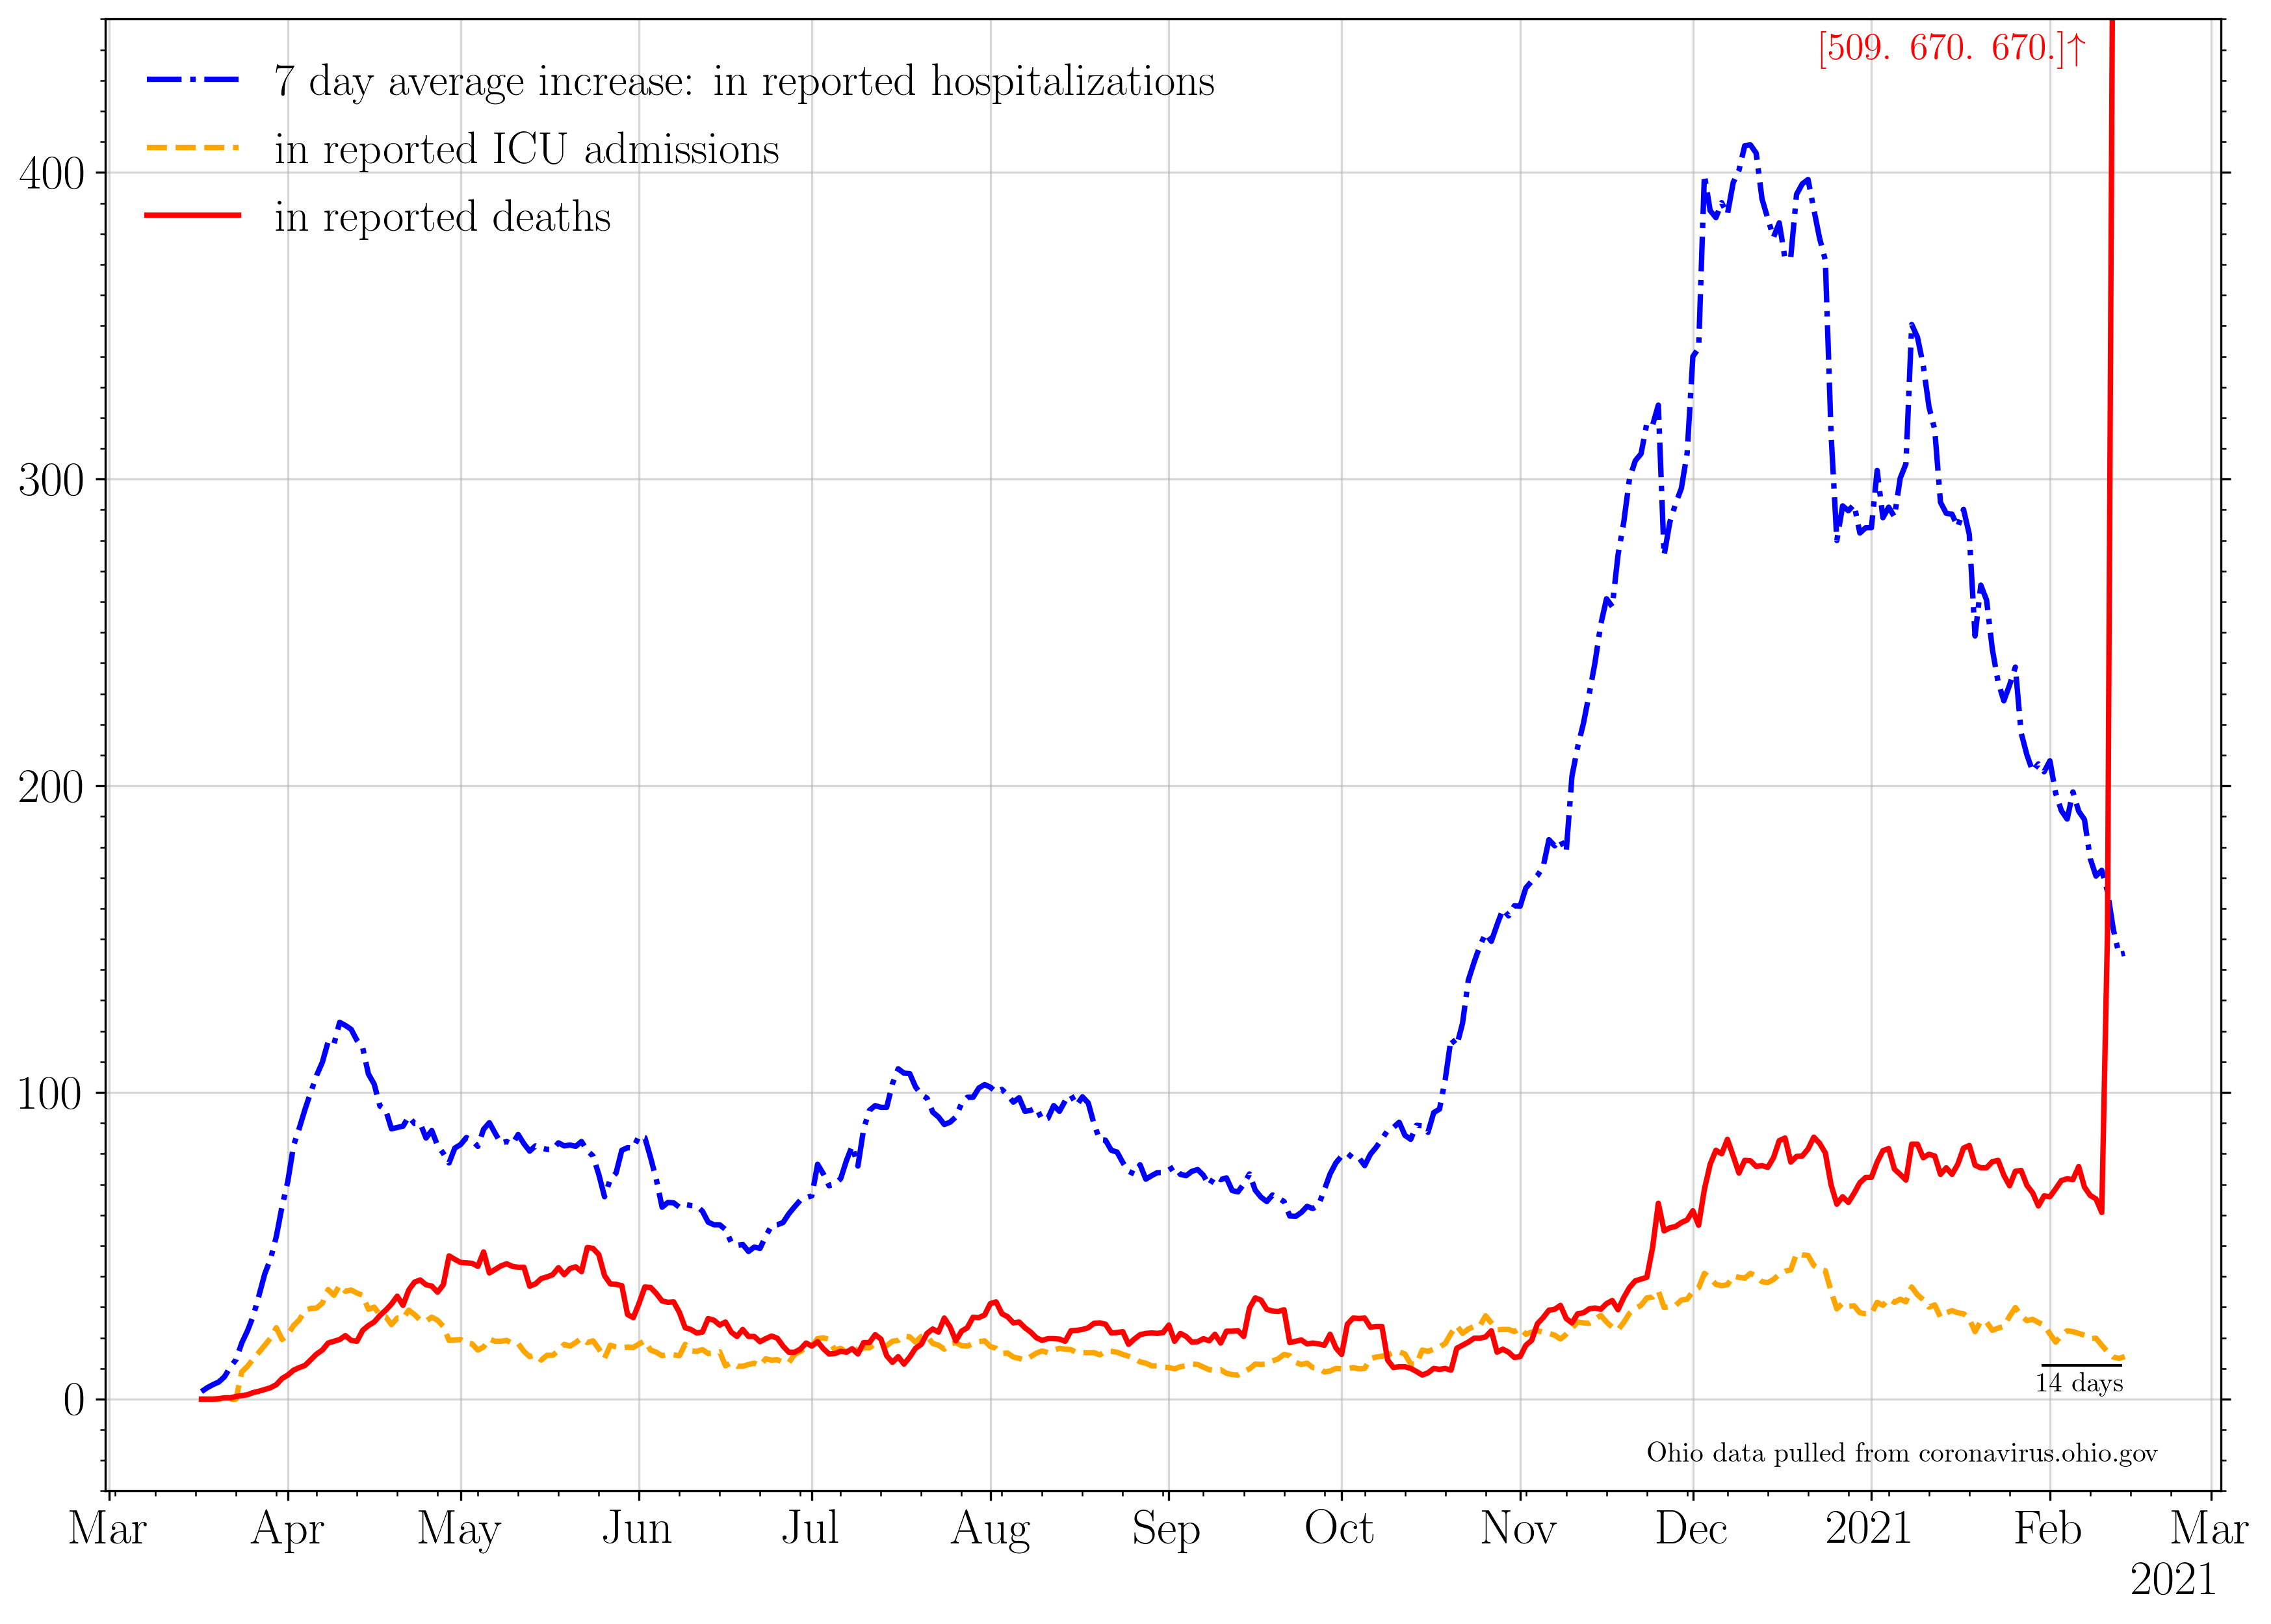 [509. 670. 670.]↑
7 day average increase: in reported hospitalizations
in reported ICU admissions
in reported deaths
400
300
200
100
0
14 days
Ohio data pulled from coronavirus.ohio.gov
Mar Apr May Jun Jul Aug Sep Oct Nov Dec 2021 Feb Mar
2021